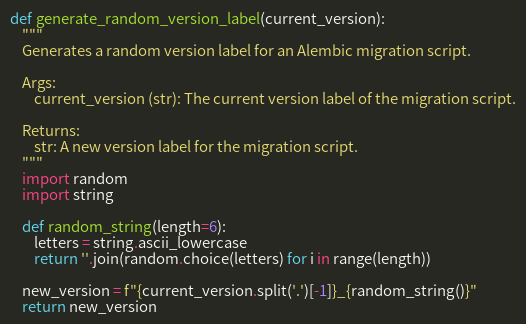 def generate_random_version_label(current_version):
    """
    Generates a random version label for an Alembic migration script.

    Args:
        current_version (str): The current version label of the migration script.

    Returns:
        str: A new version label for the migration script.
    """
    import random
    import string

    def random_string(length=6):
        letters = string.ascii_lowercase
        return ''.join(random.choice(letters) for i in range(length))

    new_version = f"{current_version.split('.')[-1]}_{random_string()}"
    return new_version